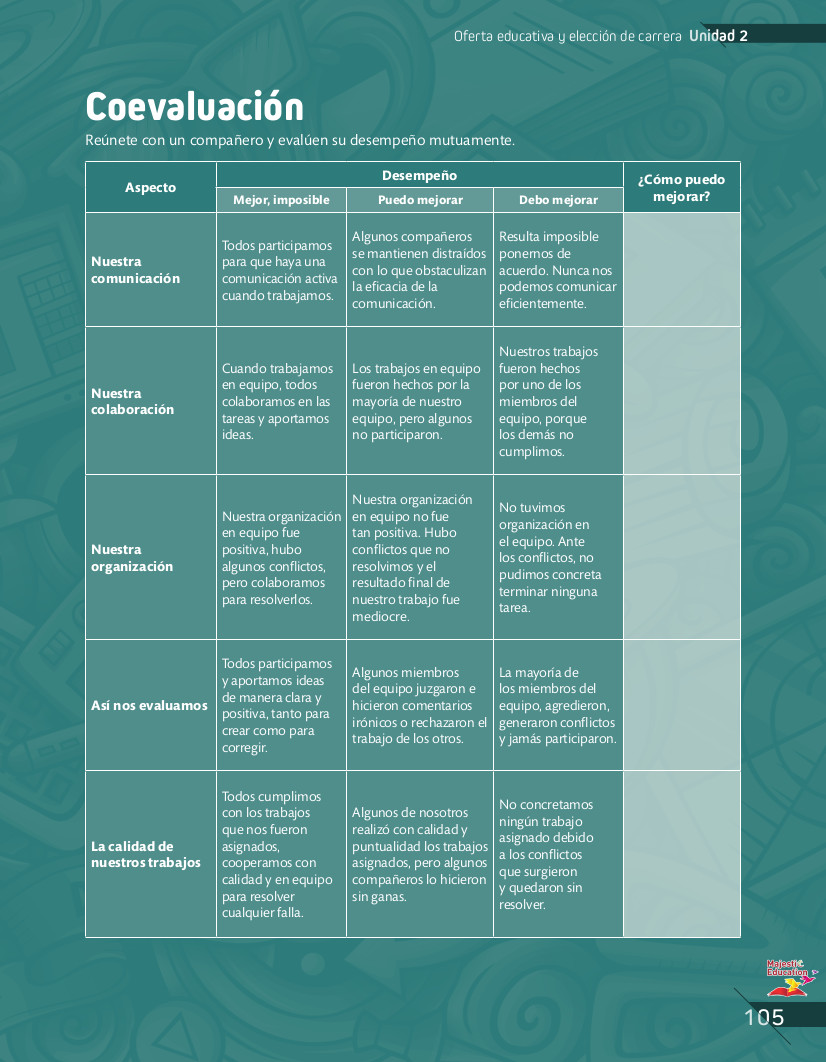 Oferta educativa y elección de carrera Unidad 2
Coevaluación
Reúnete con un compañero y evalúen su desempeño mutuamente.
Aspecto
Desempeño
¿Cómo puedo
mejorar?
Mejor, imposible
Puedo mejorar
Debo mejorar
Nuestra
comunicación
Todos participamos
para que haya una
comunicación activa
cuando trabajamos.
Algunos compañeros
se mantienen distraídos
con lo que obstaculizan
la eficacia de la
comunicación.
Resulta imposible
ponernos de
acuerdo. Nunca nos
podemos comunicar
eficientemente.
Nuestra
colaboración
Cuando trabajamos
en equipo, todos
colaboramos en las
tareas y aportamos
ideas.
Los trabajos en equipo
fueron hechos por la
mayoría de nuestro
equipo, pero algunos
no participaron.
Nuestros trabajos
fueron hechos
por uno de los
miembros del
equipo, porque
los demás no
cumplimos.
Nuestra
organización
Nuestra organización
en equipo fue
positiva, hubo
algunos conflictos,
pero colaboramos
para resolverlos.
Nuestra organización
en equipo no fue
tan positiva. Hubo
conflictos que no
resolvimos y el
resultado final de
nuestro trabajo fue
mediocre.
No tuvimos
organización en
el equipo. Ante
los conflictos, no
pudimos concreta
terminar ninguna
tarea.
Así nos evaluamos
Todos participamos
y aportamos ideas
de manera clara y
positiva, tanto para
crear como para
corregir.
Algunos miembros
del equipo juzgaron e
hicieron comentarios
irónicos o rechazaron el
trabajo de los otros.
La mayoría de
los miembros del
equipo, agredieron,
generaron conflictos
y jamás participaron.
La calidad de
nuestros trabajos
Todos cumplimos
con los trabajos
que nos fueron
asignados,
cooperamos con
calidad y en equipo
para resolver
cualquier falla.
Algunos de nosotros
realizó con calidad y
puntualidad los trabajos
asignados, pero algunos
compañeros lo hicieron
sin ganas.
No concretamos
ningún trabajo
asignado debido
a los conflictos
que surgieron
y quedaron sin
resolver.
Majestic
Education
105